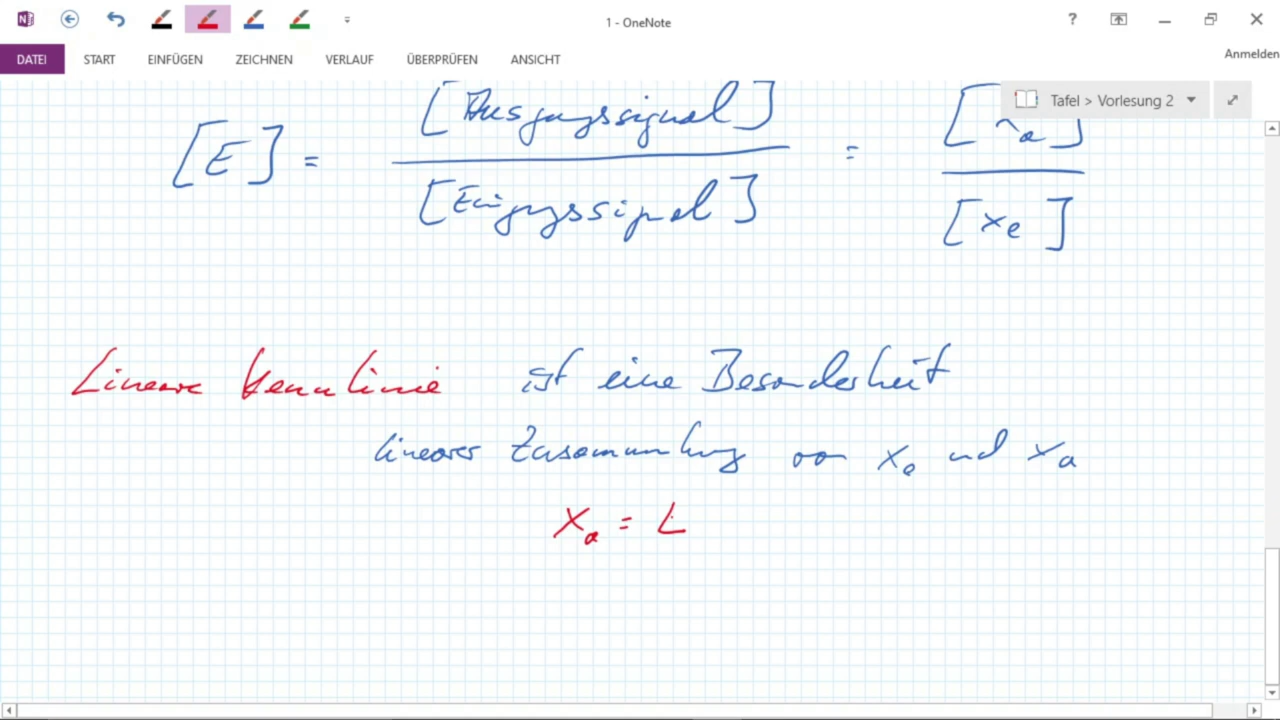 1 - OneNote
?
DATEI START EINFÜGEN ZEICHNEN VERLAUF ÜBERPRÜFEN ANSICHT
Anmelden
Tafel > Vorlesung 2
[E] = [Ausgangssignal] / [Eingangssignal] = [xa] / [xe]
Lineare Kennlinie ist eine Besonderheit
linearer Zusammenhang von xe und xa
xa = L